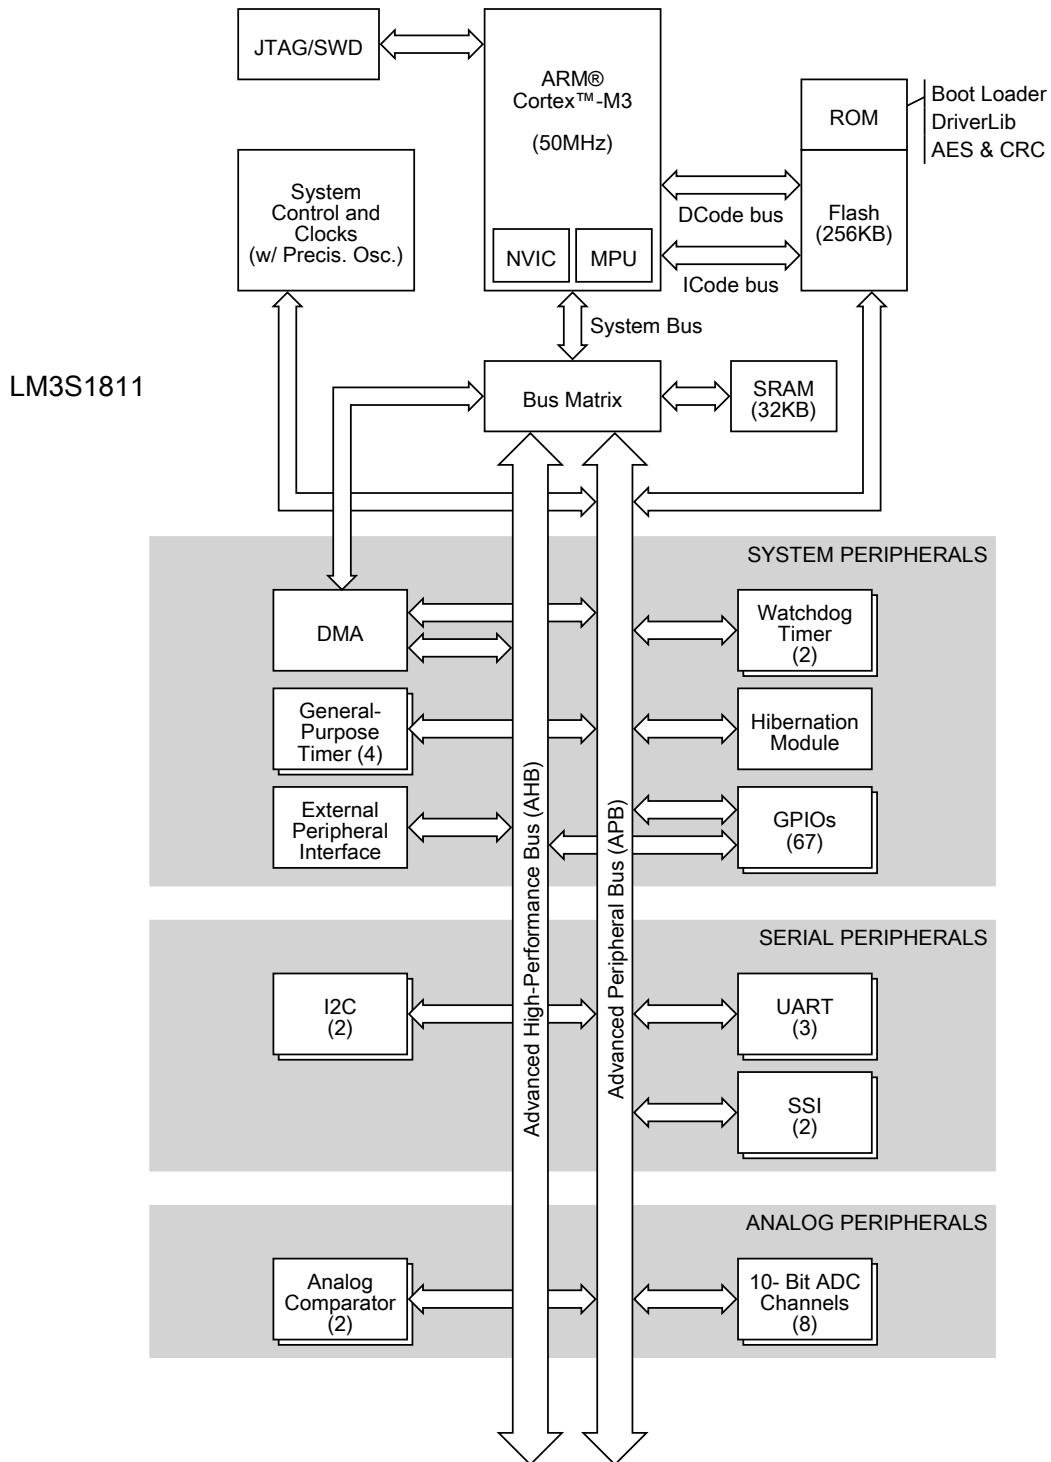 JTAG/SWD
ARM®
Cortex™-M3
(50MHz)
NVIC
MPU
ROM
Boot Loader
DriverLib
AES & CRC
System
Control and
Clocks
(w/ Precis. Osc.)
DCode bus
ICode bus
Flash
(256KB)
System Bus
LM3S1811
Bus Matrix
SRAM
(32KB)
SYSTEM PERIPHERALS
DMA
Watchdog
Timer
(2)
General-
Purpose
Timer (4)
Hibernation
Module
External
Peripheral
Interface
GPIOs
(67)
Advanced High-Performance Bus (AHB)
Advanced Peripheral Bus (APB)
SERIAL PERIPHERALS
I2C
(2)
UART
(3)
SSI
(2)
ANALOG PERIPHERALS
Analog
Comparator
(2)
10- Bit ADC
Channels
(8)